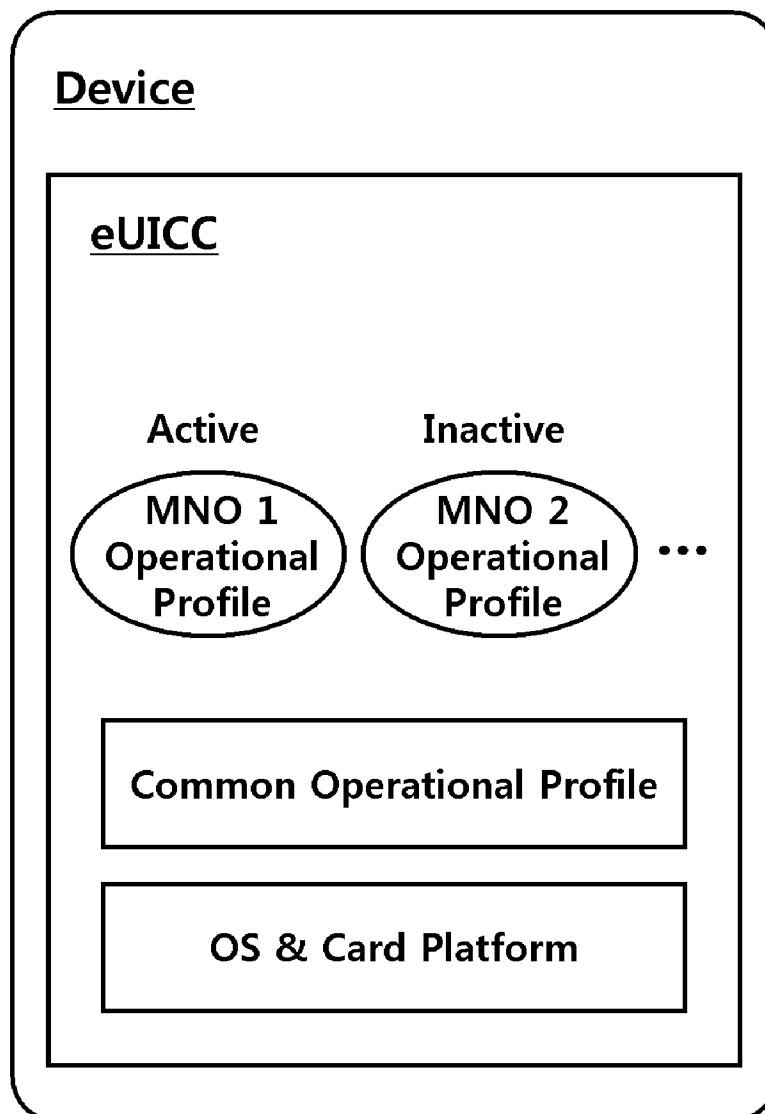 Device
eUICC
Active
Inactive
MNO 1
Operational
Profile
MNO 2
Operational
Profile
...
Common Operational Profile
OS & Card Platform